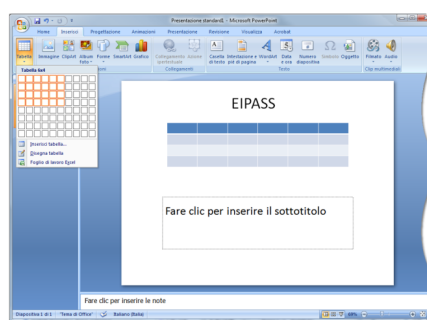 Presentazione standard1 - Microsoft PowerPoint
Home Inserisci Progettazione Animazioni Presentazione Revisione Visualizza Acrobat
Tabella Immagine ClipArt Album foto Forme SmartArt Grafico Collegamento ipertestuale Azione Casella di testo Intestazione e piè di pagina WordArt Data e ora Numero diapositiva Simbolo Oggetto Filmato Audio
Collegamenti Testo Clip multimediali
Tabella 6x4
Inserisci tabella...
Disegna tabella
Foglio di lavoro Excel
EIPASS
Fare clic per inserire il sottotitolo
Fare clic per inserire le note
Diapositiva 1 di 1 "Tema di Office" Italiano (Italia)